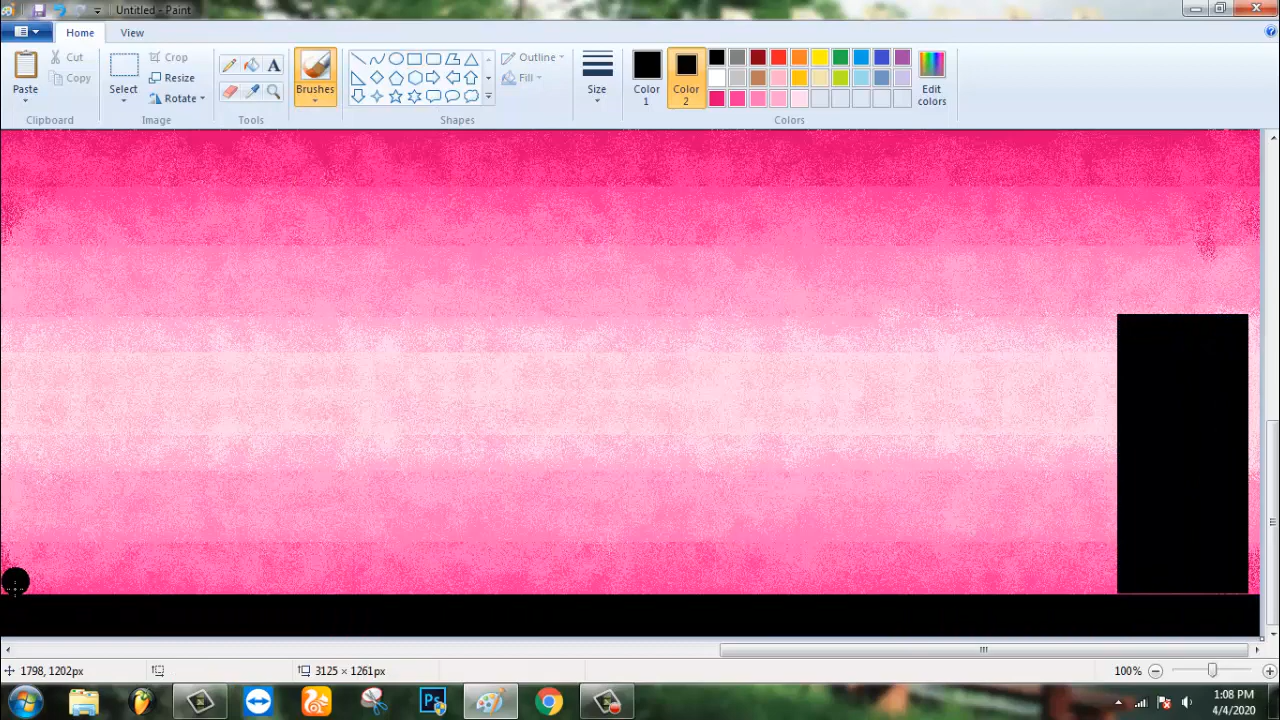 Untitled - Paint
Home
View
Paste
Cut
Copy
Clipboard
Select
Crop
Resize
Rotate
Image
A
Tools
Brushes
Outline
Fill
Shapes
Size
Color 1
Color 2
Edit colors
Colors
1798, 1202px
3125 × 1261px
100%
Ps
1:08 PM
4/4/2020